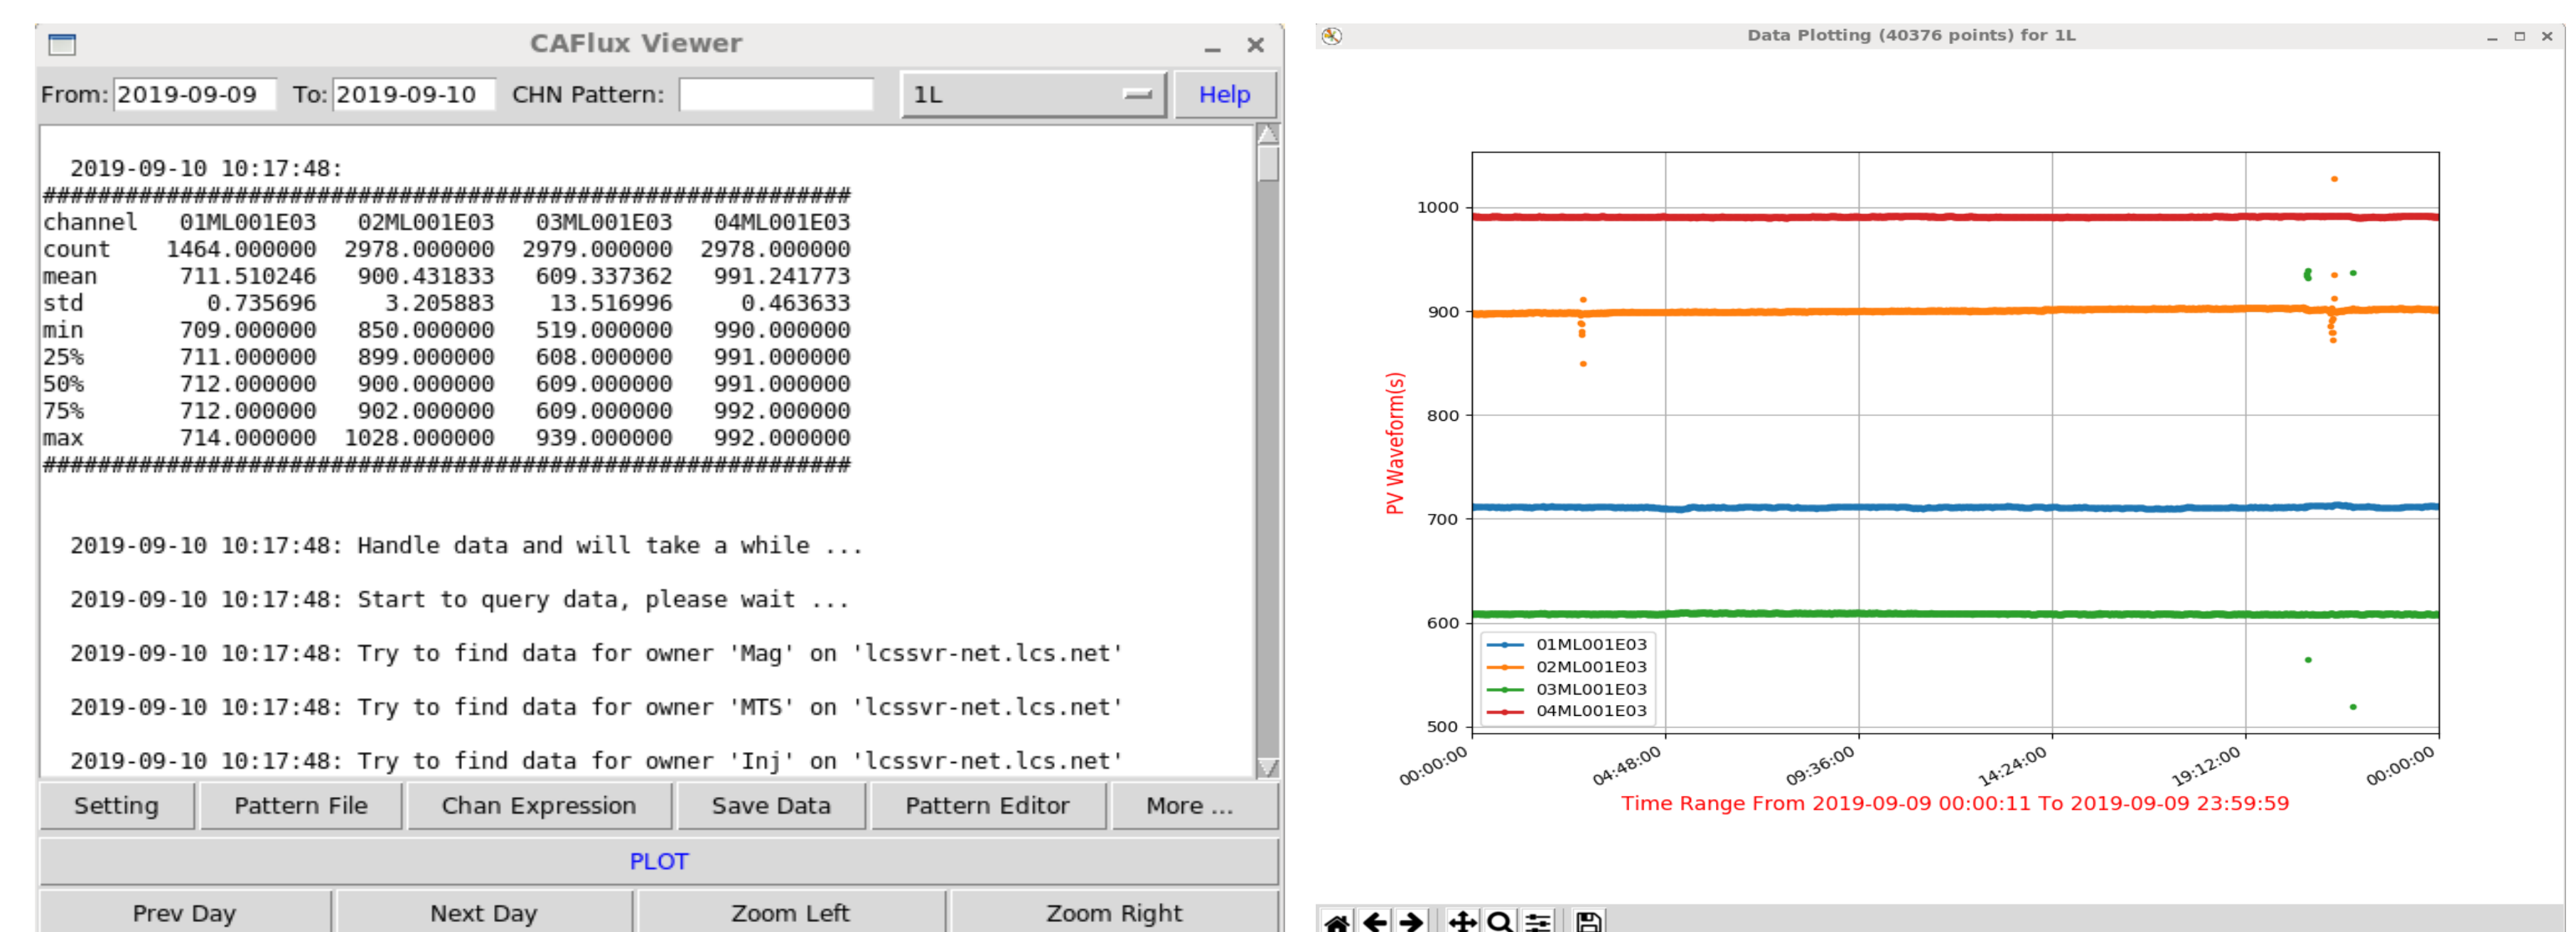 CAFlux Viewer
From: 2019-09-09 To: 2019-09-10 CHN Pattern: 1L Help
2019-09-10 10:17:48:
###########################################################
channel 01ML001E03 02ML001E03 03ML001E03 04ML001E03
count 1464.000000 2978.000000 2979.000000 2978.000000
mean 711.510246 900.431833 609.337362 991.241773
std 0.735696 3.205883 13.516996 0.463633
min 709.000000 850.000000 519.000000 990.000000
25% 711.000000 899.000000 608.000000 991.000000
50% 712.000000 900.000000 609.000000 991.000000
75% 712.000000 902.000000 609.000000 992.000000
max 714.000000 1028.000000 939.000000 992.000000
###########################################################
2019-09-10 10:17:48: Handle data and will take a while ...
2019-09-10 10:17:48: Start to query data, please wait ...
2019-09-10 10:17:48: Try to find data for owner 'Mag' on 'lcssvr-net.lcs.net'
2019-09-10 10:17:48: Try to find data for owner 'MTS' on 'lcssvr-net.lcs.net'
2019-09-10 10:17:48: Try to find data for owner 'Inj' on 'lcssvr-net.lcs.net'
Setting Pattern File Chan Expression Save Data Pattern Editor More ...
PLOT
Prev Day Next Day Zoom Left Zoom Right
Data Plotting (40376 points) for 1L
PV Waveform(s)
1000
900
800
700
600
500
01ML001E03
02ML001E03
03ML001E03
04ML001E03
00:00:00 04:48:00 09:36:00 14:24:00 19:12:00 00:00:00
Time Range From 2019-09-09 00:00:11 To 2019-09-09 23:59:59